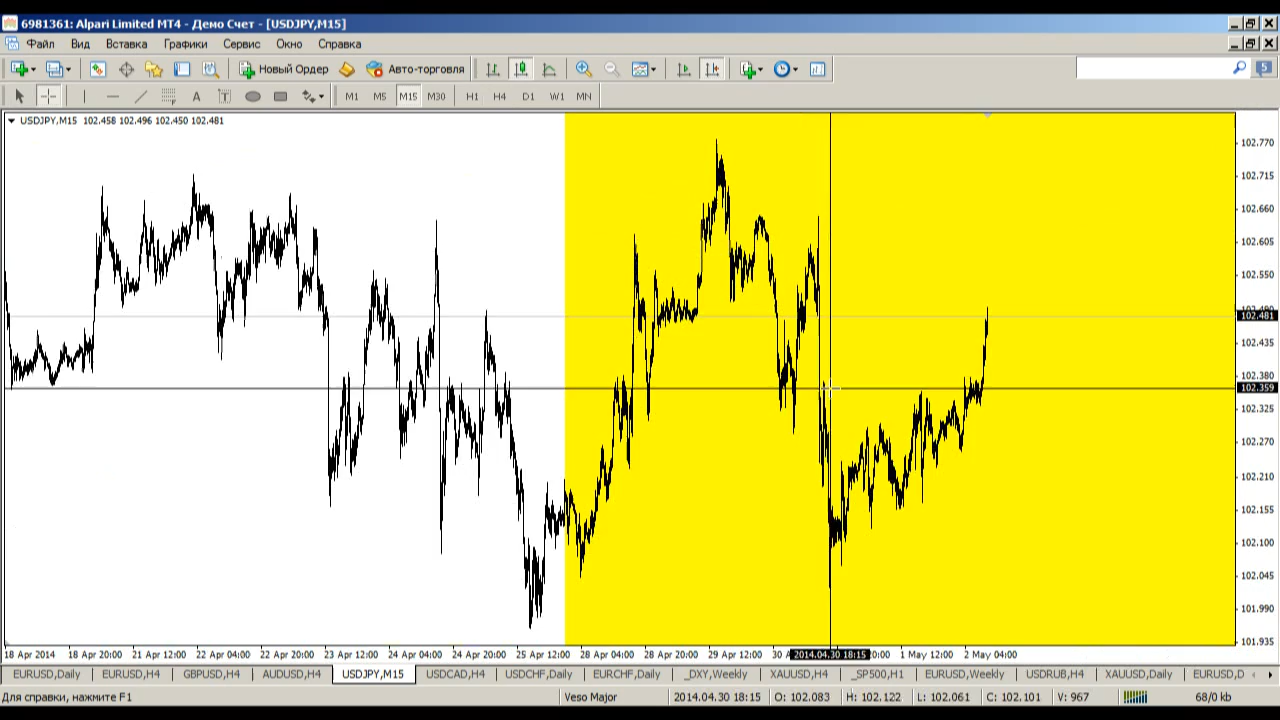 6981361: Alpari Limited MT4 - Демо Счет - [USDJPY,M15]
Файл Вид Вставка Графики Сервис Окно Справка
Новый Ордер Авто-торговля 5
A T M1 M5 M15 M30 H1 H4 D1 W1 MN
USDJPY,M15 102.458 102.496 102.450 102.481
102.770
102.715
102.660
102.605
102.550
102.481
102.435
102.380
102.359
102.325
102.270
102.210
102.155
102.100
102.045
101.990
101.935
18 Apr 2014 18 Apr 20:00 21 Apr 12:00 22 Apr 04:00 22 Apr 20:00 23 Apr 12:00 24 Apr 04:00 24 Apr 20:00 25 Apr 12:00 28 Apr 04:00 28 Apr 20:00 29 Apr 12:00 30 2014.04.30 18:15 20:00 1 May 12:00 2 May 04:00
EURUSD,Daily EURUSD,H4 GBPUSD,H4 AUDUSD,H4 USDJPY,M15 USDCAD,H4 USDCHF,Daily EURCHF,Daily _DXY,Weekly XAUUSD,H4 _SP500,H1 EURUSD,Weekly USDRUB,H4 XAUUSD,Daily EURUSD,D
Для справки, нажмите F1 Veso Major 2014.04.30 18:15 O: 102.083 H: 102.122 L: 102.061 C: 102.101 V: 967 68/0 kb